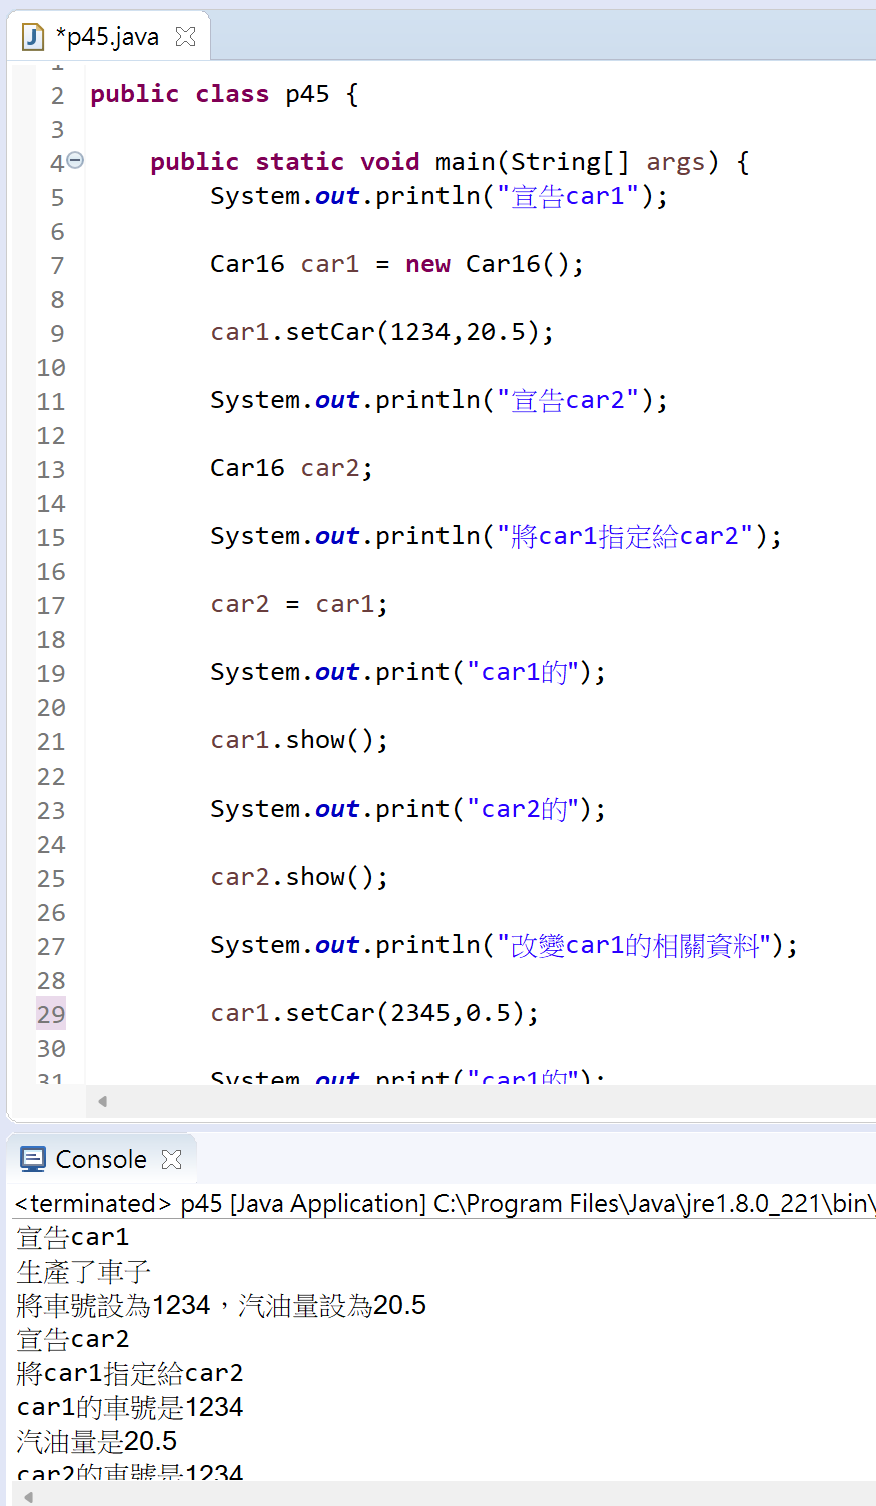 *p45.java
1
2 public class p45 {
3
4 public static void main(String[] args) {
5 System.out.println("宣告car1");
6
7 Car16 car1 = new Car16();
8
9 car1.setCar(1234,20.5);
10
11 System.out.println("宣告car2");
12
13 Car16 car2;
14
15 System.out.println("將car1指定給car2");
16
17 car2 = car1;
18
19 System.out.print("car1的");
20
21 car1.show();
22
23 System.out.print("car2的");
24
25 car2.show();
26
27 System.out.println("改變car1的相關資料");
28
29 car1.setCar(2345,0.5);
30
31 System.out.print("car1的");
Console
<terminated> p45 [Java Application] C:\Program Files\Java\jre1.8.0_221\bin\
宣告car1
生產了車子
將車號設為1234，汽油量設為20.5
宣告car2
將car1指定給car2
car1的車號是1234
汽油量是20.5
car2的車號是1234